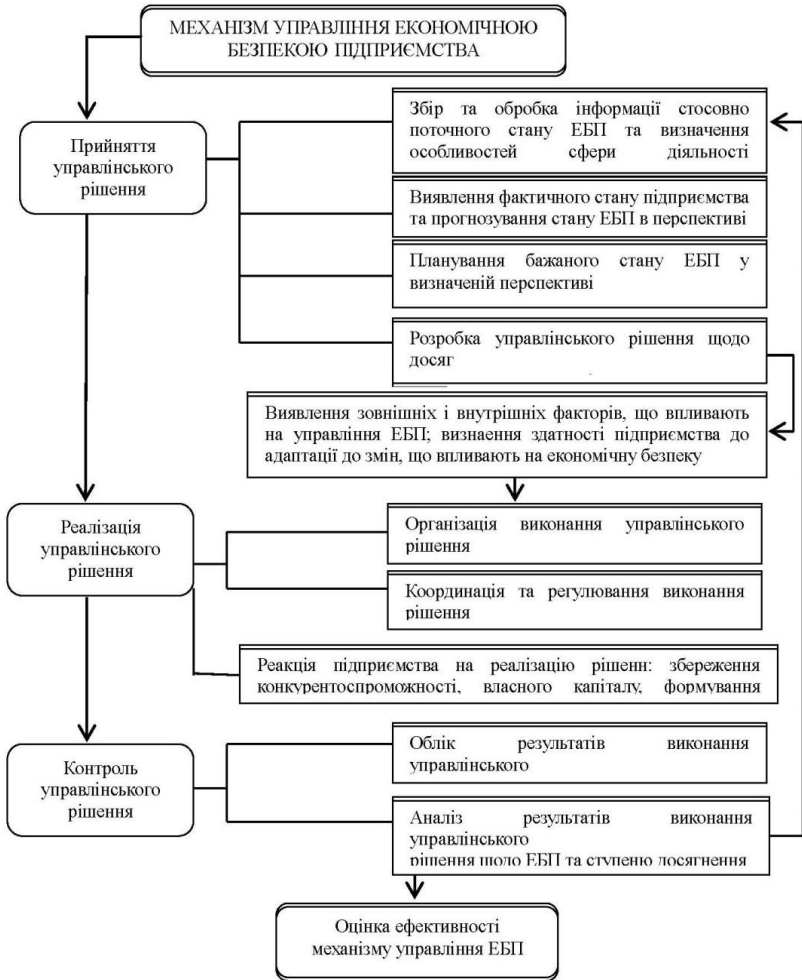 МЕХАНІЗМ УПРАВЛІННЯ ЕКОНОМІЧНОЮ
БЕЗПЕКОЮ ПІДПРИЄМСТВА
Прийняття
управлінського
рішення
Збір та обробка інформації стосовно
поточного стану ЕБП та визначення
особливостей сфери діяльності
Виявлення фактичного стану підприємства
та прогнозування стану ЕБП в перспективі
Планування бажаного стану ЕБП у
визначеній перспективі
Розробка управлінського рішення щодо
досяг
Виявлення зовнішніх і внутрішніх факторів, що впливають
на управління ЕБП; визнаення здатності підприємства до
адаптації до змін, що впливають на економічну безпеку
Реалізація
управлінського
рішення
Організація виконання управлінського
рішення
Координація та регулювання виконання
рішення
Реакція підприємства на реалізацію рішенн: збереження
конкурентоспроможності, власного капіталу, формування
Контроль
управлінського
рішення
Облік результатів виконання
управлінського
Аналіз результатів виконання
управлінського
рішення щодо ЕБП та ступеню досягнення
Оцінка ефективності
механізму управління ЕБП